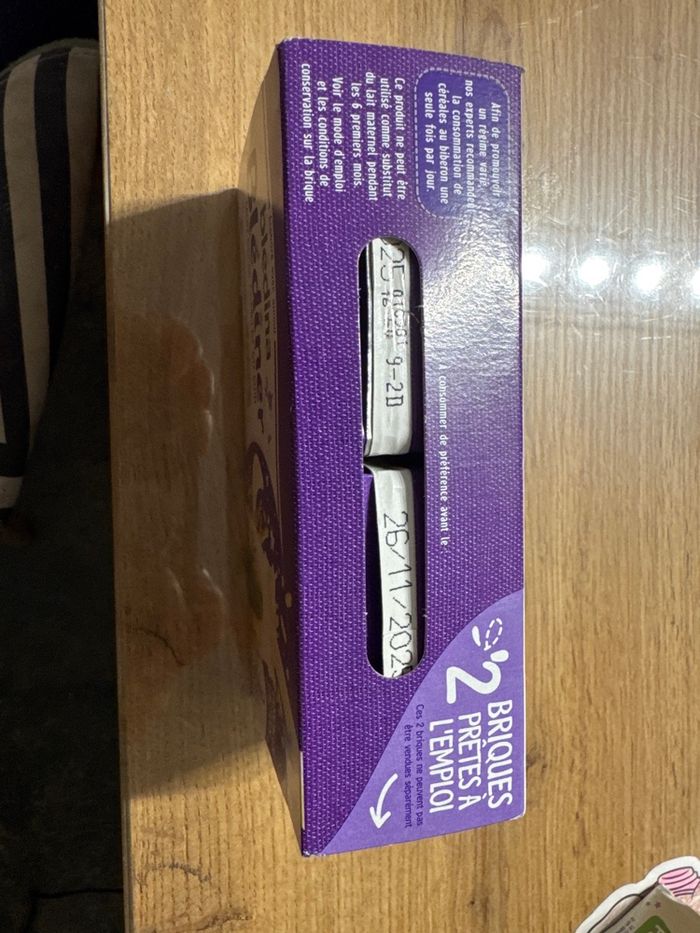 Afin de promouvoir
un régime varié,
nos experts recommandent
la consommation de
céréales au biberon une
seule fois par jour.
Ce produit ne peut être
utilisé comme substitut
du lait maternel pendant
les 6 premiers mois.
Voir le mode d'emploi
et les conditions de
conservation sur la brique
À consommer de préférence avant le:
9-2D
26/11/202
2 BRIQUES
PRÊTES À
L'EMPLOI
Ces 2 briques ne peuvent pas
être vendues séparément